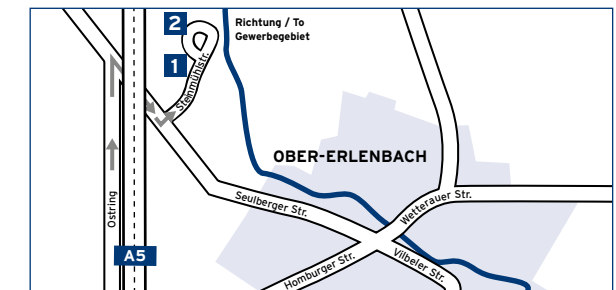 2
Richtung / To
Gewerbegebiet
1
Steinmühlstr.
OBER-ERLENBACH
Ostring
Seulberger Str.
Wetterauer Str.
A5
Homburger Str.
Vilbeler Str.